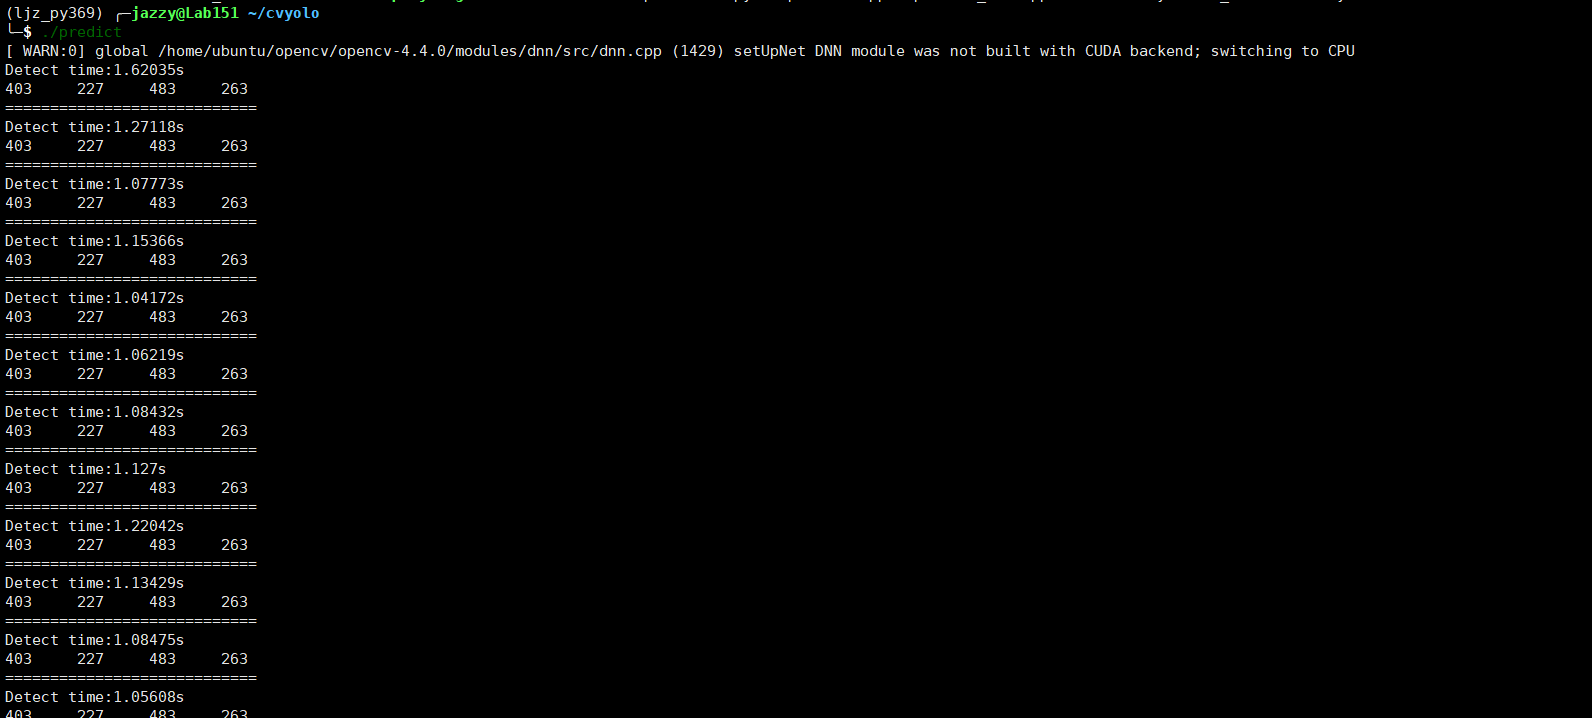 (ljz_py369) ╭─jazzy@Lab151 ~/cvyolo
╰─$ ./predict
[ WARN:0] global /home/ubuntu/opencv/opencv-4.4.0/modules/dnn/src/dnn.cpp (1429) setUpNet DNN module was not built with CUDA backend; switching to CPU
Detect time:1.62035s
403 227 483 263
============================
Detect time:1.27118s
403 227 483 263
============================
Detect time:1.07773s
403 227 483 263
============================
Detect time:1.15366s
403 227 483 263
============================
Detect time:1.04172s
403 227 483 263
============================
Detect time:1.06219s
403 227 483 263
============================
Detect time:1.08432s
403 227 483 263
============================
Detect time:1.127s
403 227 483 263
============================
Detect time:1.22042s
403 227 483 263
============================
Detect time:1.13429s
403 227 483 263
============================
Detect time:1.08475s
403 227 483 263
============================
Detect time:1.05608s
403 227 483 263